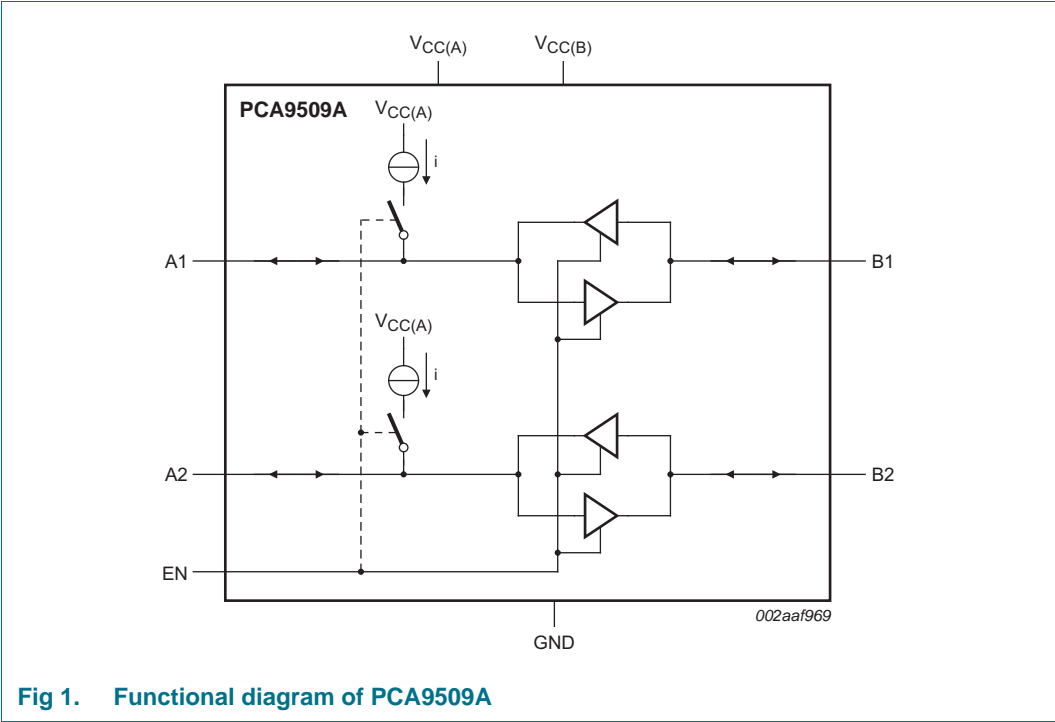 VCC(A) VCC(B)
PCA9509A VCC(A)
i
A1 B1
VCC(A)
i
A2 B2
EN
002aaf969
GND
Fig 1. Functional diagram of PCA9509A